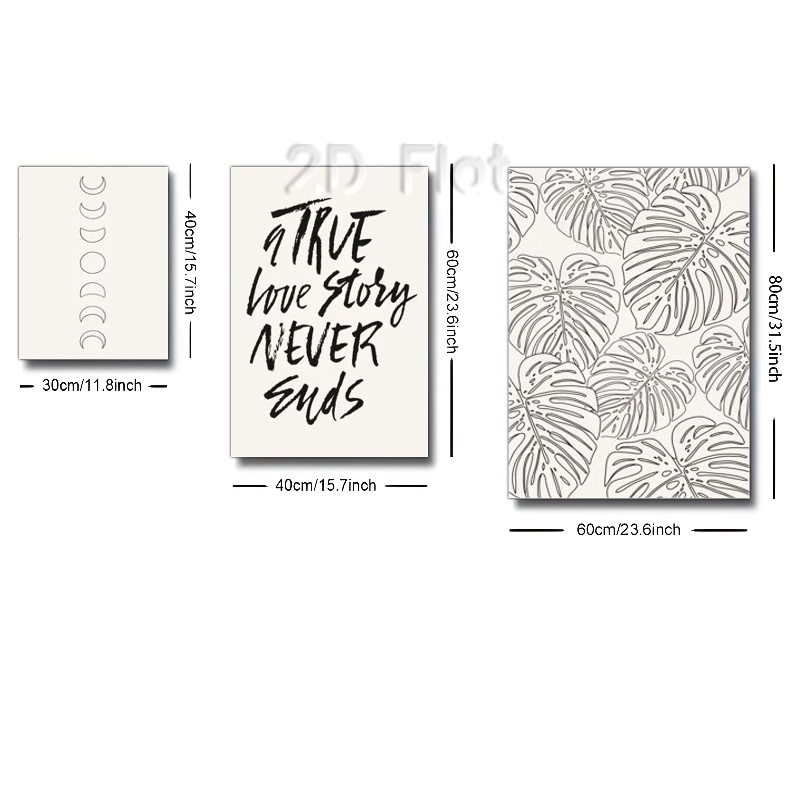 2D Flat
40cm/15.7inch
30cm/11.8inch
a TRUE
love story
NEVER
Ends
60cm/23.6inch
40cm/15.7inch
80cm/31.5inch
60cm/23.6inch